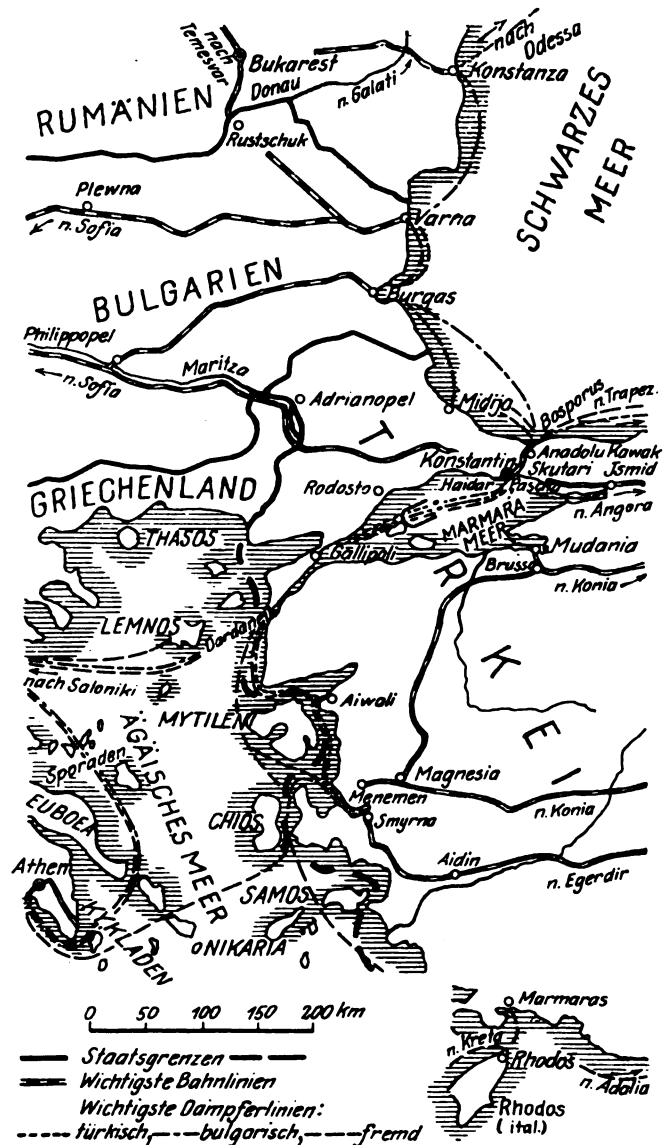 nach
Temesvar
nach
Odessa
Bukarest
Konstanza
Donau
n. Galati
RUMÄNIEN
Rustschuk
SCHWARZES
MEER
Plewna
n. Sofia
Varna
BULGARIEN
Burgas
Philippopel
Maritza
n. Sofia
Adrianopel
Midija
Bosporus
n. Trapez.
Anadolu Kawak
Konstantin
Skutari
Jsmid
GRIECHENLAND
Rodosto
Haidar
n. Angora
MARMARA
MEER
THASOS
Gallipoli
Mudania
Brussa
n. Konia
LEMNOS
nach Saloniki
TÜRKEI
MYTILENI
Aiwali
Sporaden
ÄGÄISCHES MEER
Magnesia
Menemen
n. Konia
EUBOEA
CHIOS
Smyrna
Athen
Aidin
n. Egerdir
SAMOS
KYKLADEN
NIKARIA
0 50 100 150 200 km
Marmaras
n. Kreta
Rhodos
n. Adalia
Rhodos
(ital.)
Staatsgrenzen
Wichtigste Bahnlinien
Wichtigste Dampferlinien:
türkisch, bulgarisch, fremd